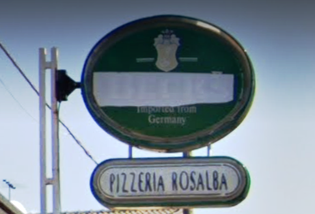 Imported from
Germany
PIZZERIA ROSALBA